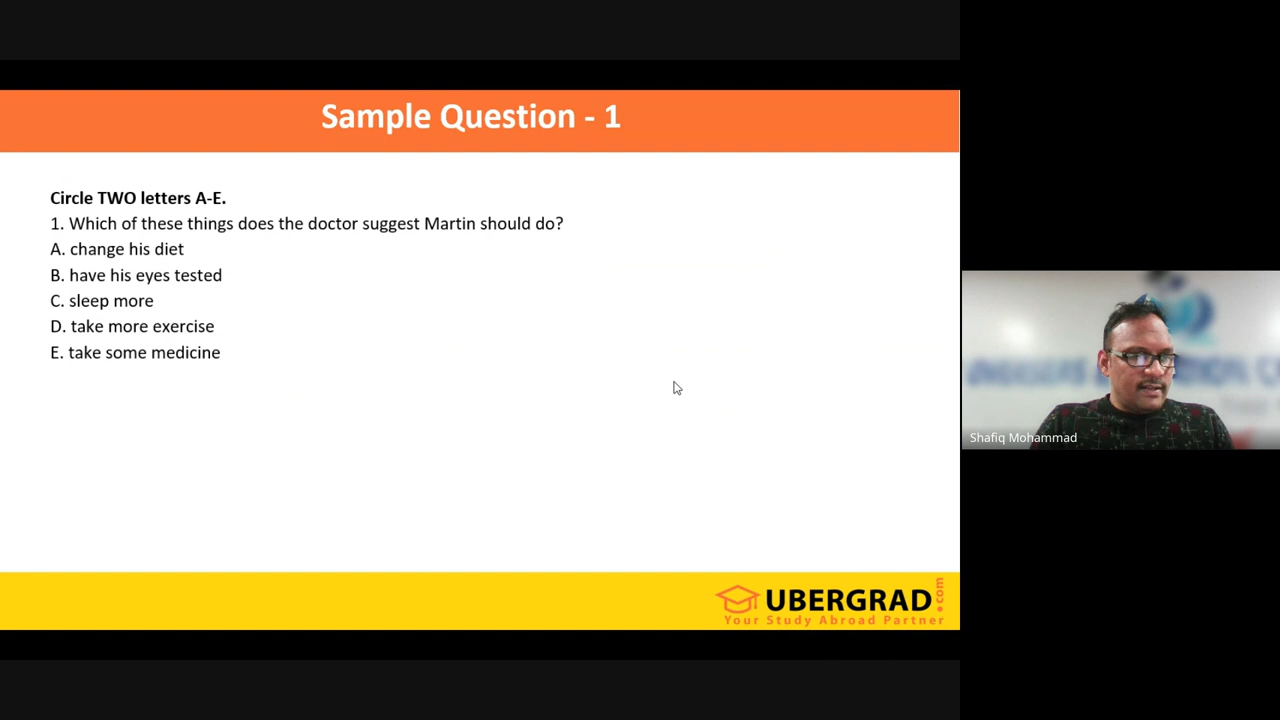 Sample Question - 1
Circle TWO letters A-E.
1. Which of these things does the doctor suggest Martin should do?
A. change his diet
B. have his eyes tested
C. sleep more
D. take more exercise
E. take some medicine
UBERGRAD.com
Your Study Abroad Partner
Shafiq Mohammad